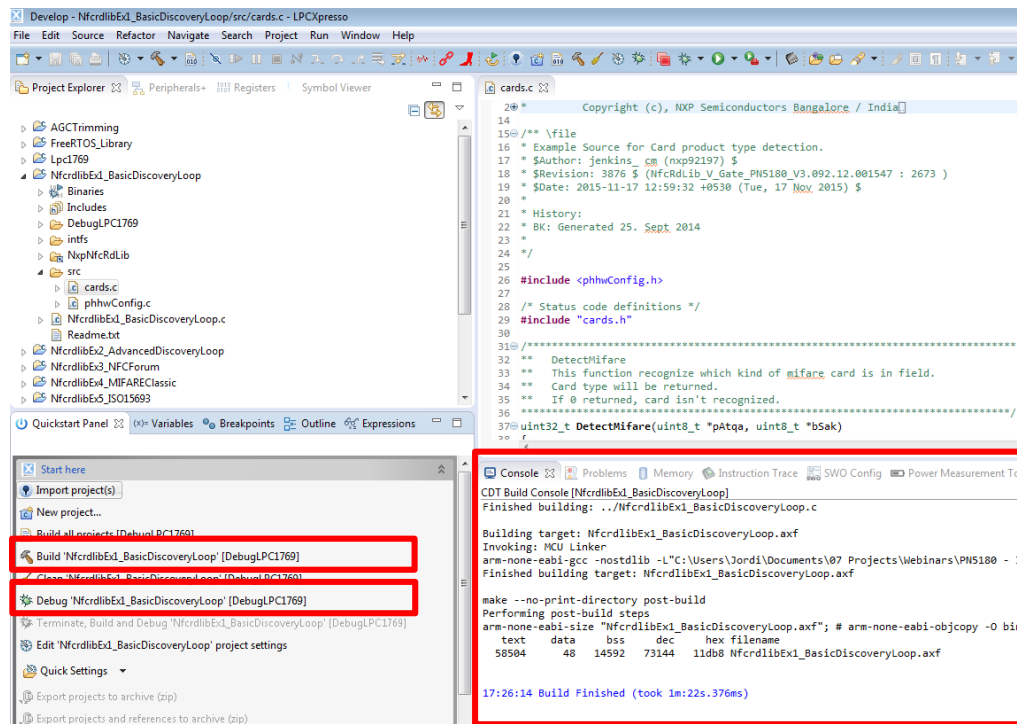 Develop - NfcrdlibEx1_BasicDiscoveryLoop/src/cards.c - LPCXpresso
File Edit Source Refactor Navigate Search Project Run Window Help
Project Explorer Peripherals+ Registers Symbol Viewer
AGCTrimming
FreeRTOS_Library
Lpc1769
NfcrdlibEx1_BasicDiscoveryLoop
Binaries
Includes
DebugLPC1769
intfs
NxpNfcRdLib
src
cards.c
phhwConfig.c
NfcrdlibEx1_BasicDiscoveryLoop.c
Readme.txt
NfcrdlibEx2_AdvancedDiscoveryLoop
NfcrdlibEx3_NFCForum
NfcrdlibEx4_MIFAREClassic
NfcrdlibEx5_ISO15693
cards.c
2 * Copyright (c), NXP Semiconductors Bangalore / India
14
15 /** \file
16 * Example Source for Card product type detection.
17 * $Author: jenkins_ cm (nxp92197) $
18 * $Revision: 3876 $ (NfcRdLib_V_Gate_PN5180_V3.092.12.001547 : 2673 )
19 * $Date: 2015-11-17 12:59:32 +0530 (Tue, 17 Nov 2015) $
20 *
21 * History:
22 * BK: Generated 25. Sept 2014
23 *
24 */
25
26 #include <phhwConfig.h>
27
28 /* Status code definitions */
29 #include "cards.h"
30
31 /*****************************************************************************
32 ** DetectMifare
33 ** This function recognize which kind of mifare card is in field.
34 ** Card type will be returned.
35 ** If 0 returned, card isn't recognized.
36 *****************************************************************************/
37 uint32_t DetectMifare(uint8_t *pAtqa, uint8_t *bSak)
38 {
Quickstart Panel (x)= Variables Breakpoints Outline Expressions
Start here
Import project(s)
New project...
Build all projects [DebugLPC1769]
Build 'NfcrdlibEx1_BasicDiscoveryLoop' [DebugLPC1769]
Clean 'NfcrdlibEx1_BasicDiscoveryLoop' [DebugLPC1769]
Debug 'NfcrdlibEx1_BasicDiscoveryLoop' [DebugLPC1769]
Terminate, Build and Debug 'NfcrdlibEx1_BasicDiscoveryLoop' [DebugLPC1769]
Edit 'NfcrdlibEx1_BasicDiscoveryLoop' project settings
Quick Settings
Export projects to archive (zip)
Export projects and references to archive (zip)
Console Problems Memory Instruction Trace SWO Config Power Measurement To
CDT Build Console [NfcrdlibEx1_BasicDiscoveryLoop]
Finished building: ../NfcrdlibEx1_BasicDiscoveryLoop.c
Building target: NfcrdlibEx1_BasicDiscoveryLoop.axf
Invoking: MCU Linker
arm-none-eabi-gcc -nostdlib -L"C:\Users\Jordi\Documents\07 Projects\Webinars\PN5180 -
Finished building target: NfcrdlibEx1_BasicDiscoveryLoop.axf
make --no-print-directory post-build
Performing post-build steps
arm-none-eabi-size "NfcrdlibEx1_BasicDiscoveryLoop.axf"; # arm-none-eabi-objcopy -O bin
text data bss dec hex filename
58504 48 14592 73144 11db8 NfcrdlibEx1_BasicDiscoveryLoop.axf
17:26:14 Build Finished (took 1m:22s.376ms)